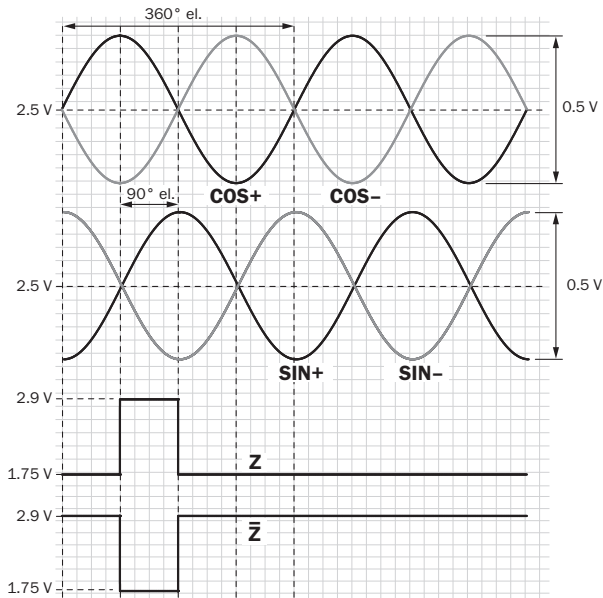 360° el.
2.5 V
0.5 V
90° el.
COS+ COS–
2.5 V
0.5 V
SIN+ SIN–
2.9 V
Z
1.75 V
2.9 V
Z̅
1.75 V